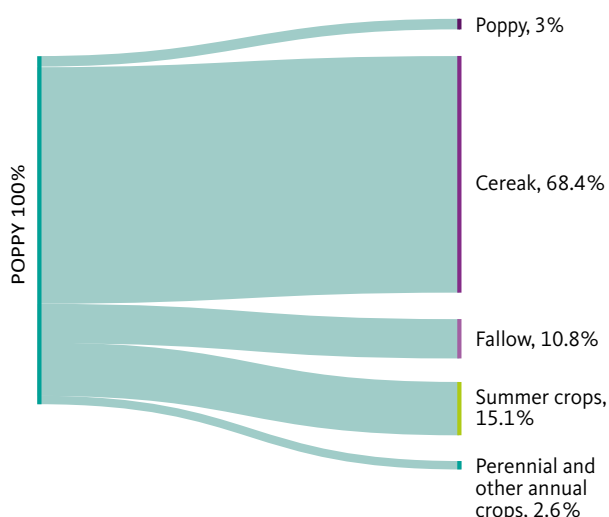 POPPY 100%
Poppy, 3%
Cereak, 68.4%
Fallow, 10.8%
Summer crops,
15.1%
Perennial and
other annual
crops, 2.6%